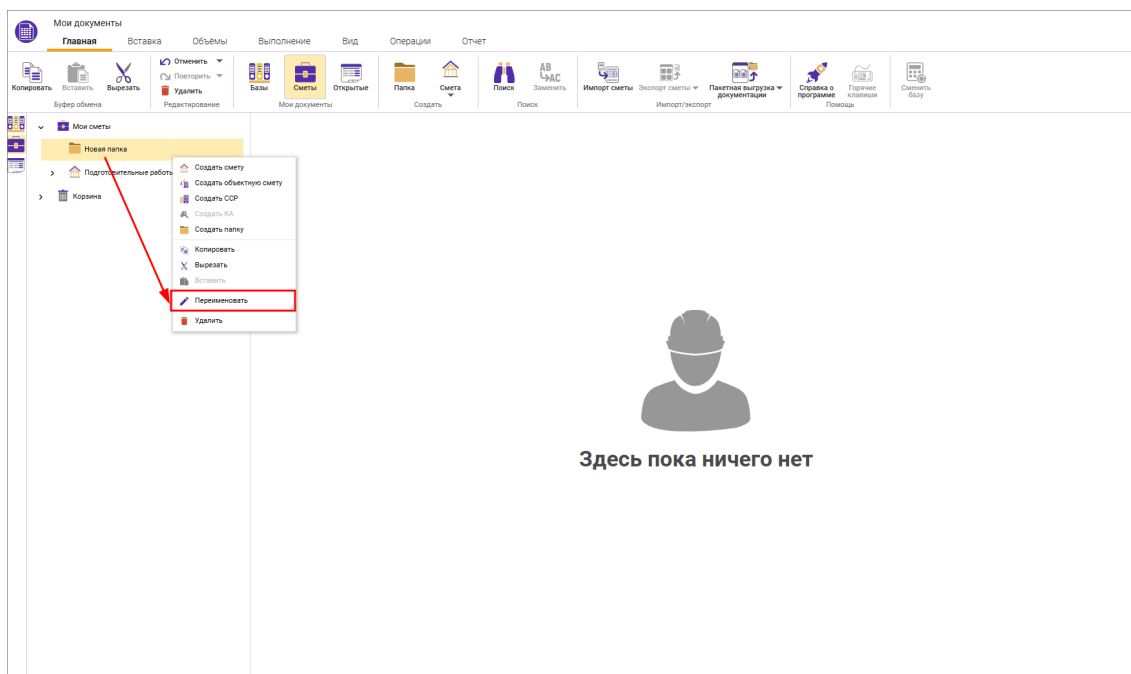 Мои документы
Главная Вставка Объёмы Выполнение Вид Операции Отчет
Копировать Вставить Вырезать Отменить Повторить Удалить Базы Сметы Открытые Папка Смета Поиск Заменить Импорт сметы Экспорт сметы Пакетная выгрузка документации Справка о программе Горячие клавиши Сменить базу
Буфер обмена Редактирование Мои документы Создать Поиск Импорт/экспорт Помощь
AB
AC
Мои сметы
Новая папка
Подготовительные работы
Корзина
Создать смету
Создать объектную смету
Создать ССР
Создать КА
Создать папку
Копировать
Вырезать
Вставить
Переименовать
Удалить
Здесь пока ничего нет